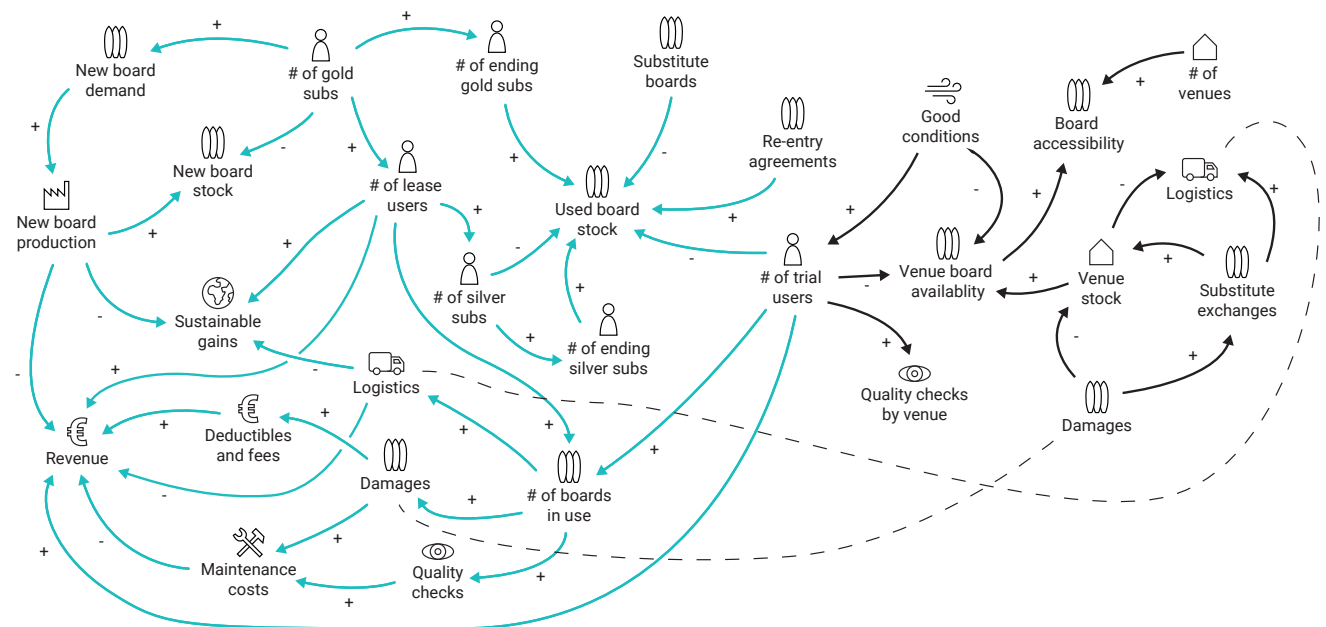 New board
demand
# of gold
subs
# of ending
gold subs
Substitute
boards
# of
venues
Good
conditions
Board
accessibility
Re-entry
agreements
New board
stock
# of lease
users
Logistics
New board
production
Used board
stock
# of trial
users
Venue board
availablity
Venue
stock
Substitute
exchanges
# of silver
subs
Sustainable
gains
# of ending
silver subs
Logistics
Quality checks
by venue
Damages
Revenue
Deductibles
and fees
Damages
# of boards
in use
Maintenance
costs
Quality
checks
+
+
+
-
+
+
+
-
+
-
+
-
+
-
+
+
+
-
-
+
+
-
+
-
+
+
+
-
+
+
+
-
+
+
-
+
+
+
+
+
-
+
+
-
+
+